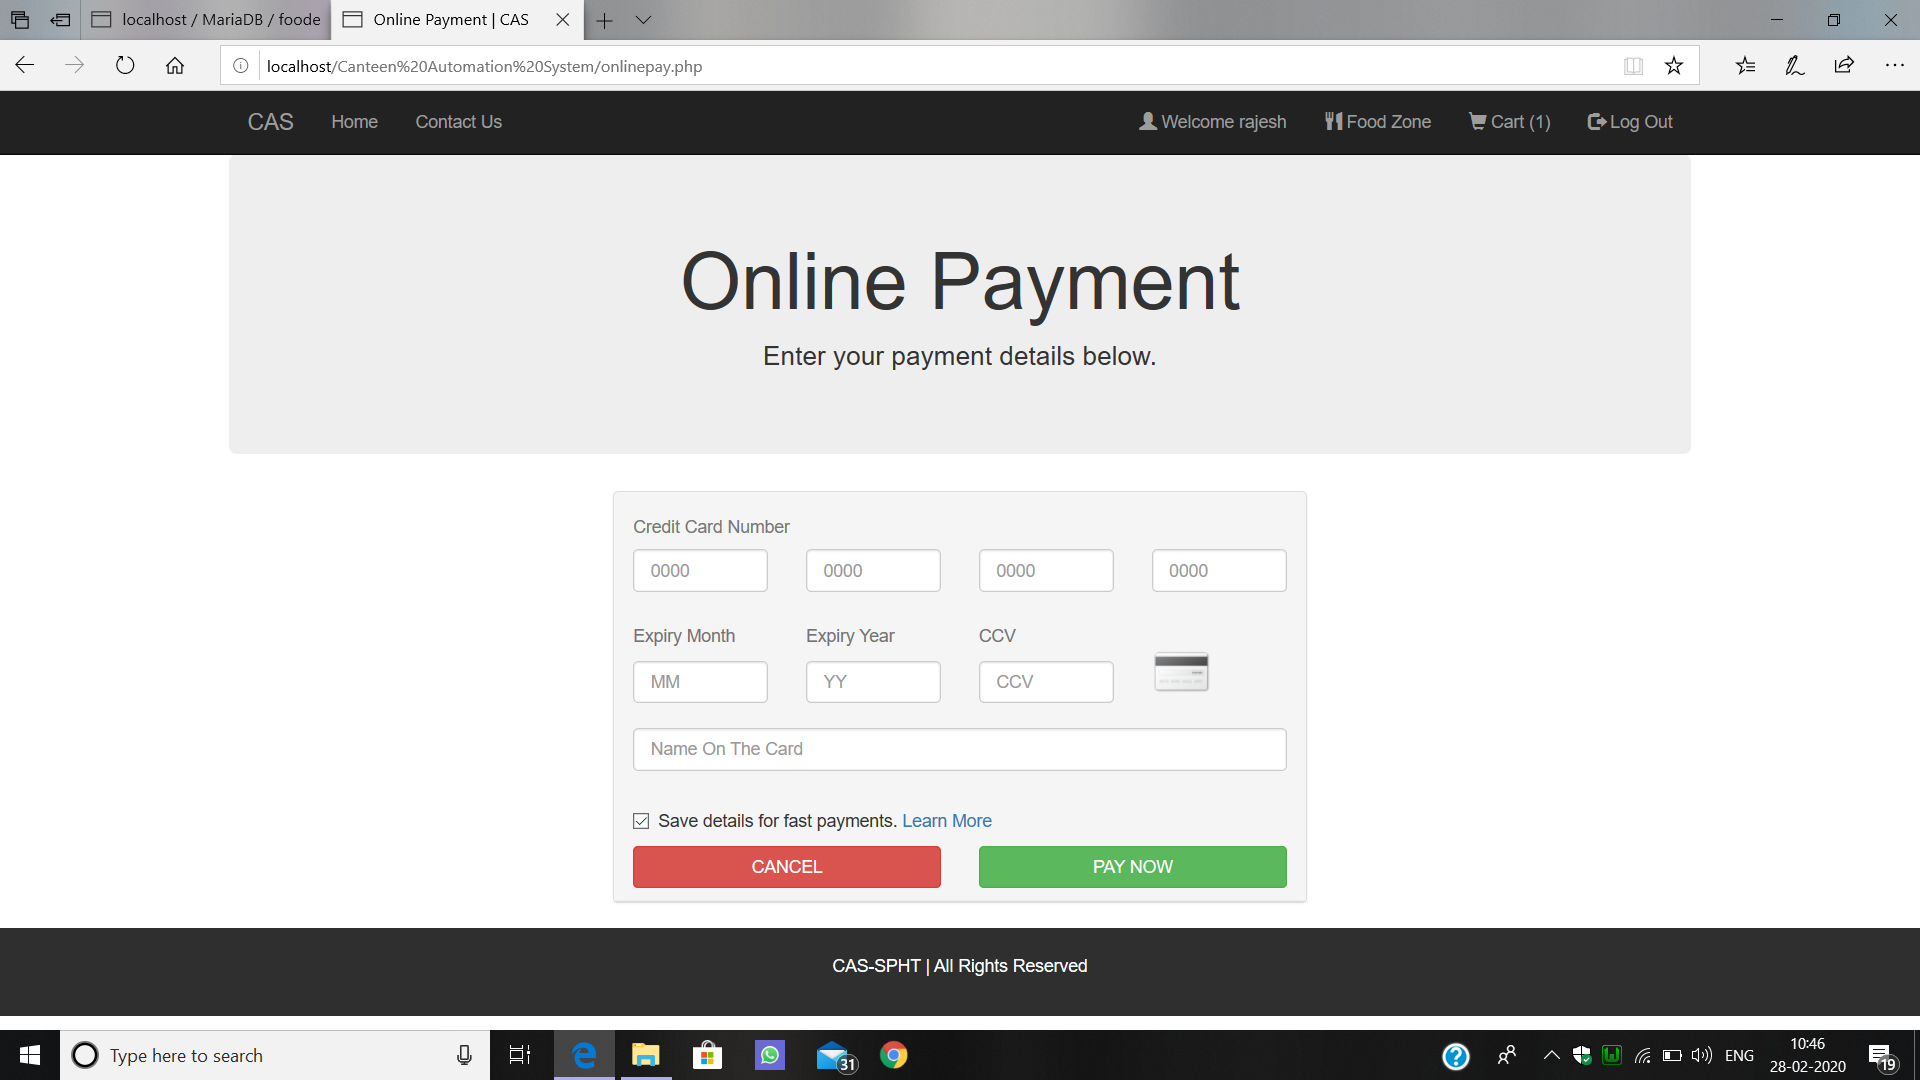 localhost / MariaDB / foode
Online Payment | CAS
localhost/Canteen%20Automation%20System/onlinepay.php
CAS Home Contact Us Welcome rajesh Food Zone Cart (1) Log Out
Online Payment
Enter your payment details below.
Credit Card Number
0000 0000 0000 0000
Expiry Month Expiry Year CCV
MM YY CCV
Name On The Card
Save details for fast payments. Learn More
CANCEL PAY NOW
CAS-SPHT | All Rights Reserved
Type here to search
31
ENG
10:46
28-02-2020
19